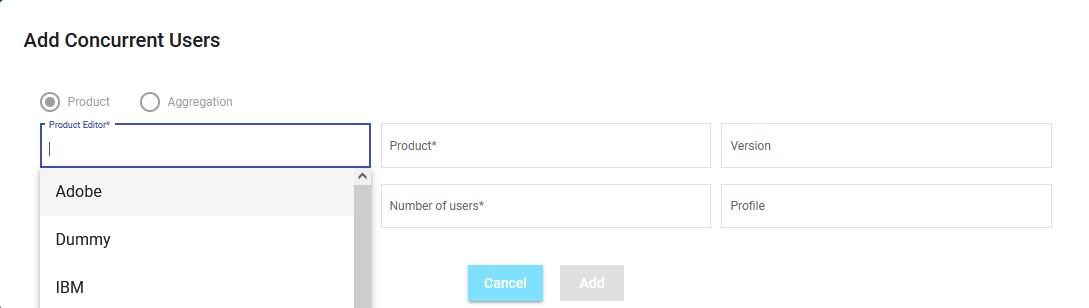 Add Concurrent Users
Product Aggregation
Product Editor*
Product*
Version
Adobe
Number of users*
Profile
Dummy
IBM
Cancel
Add